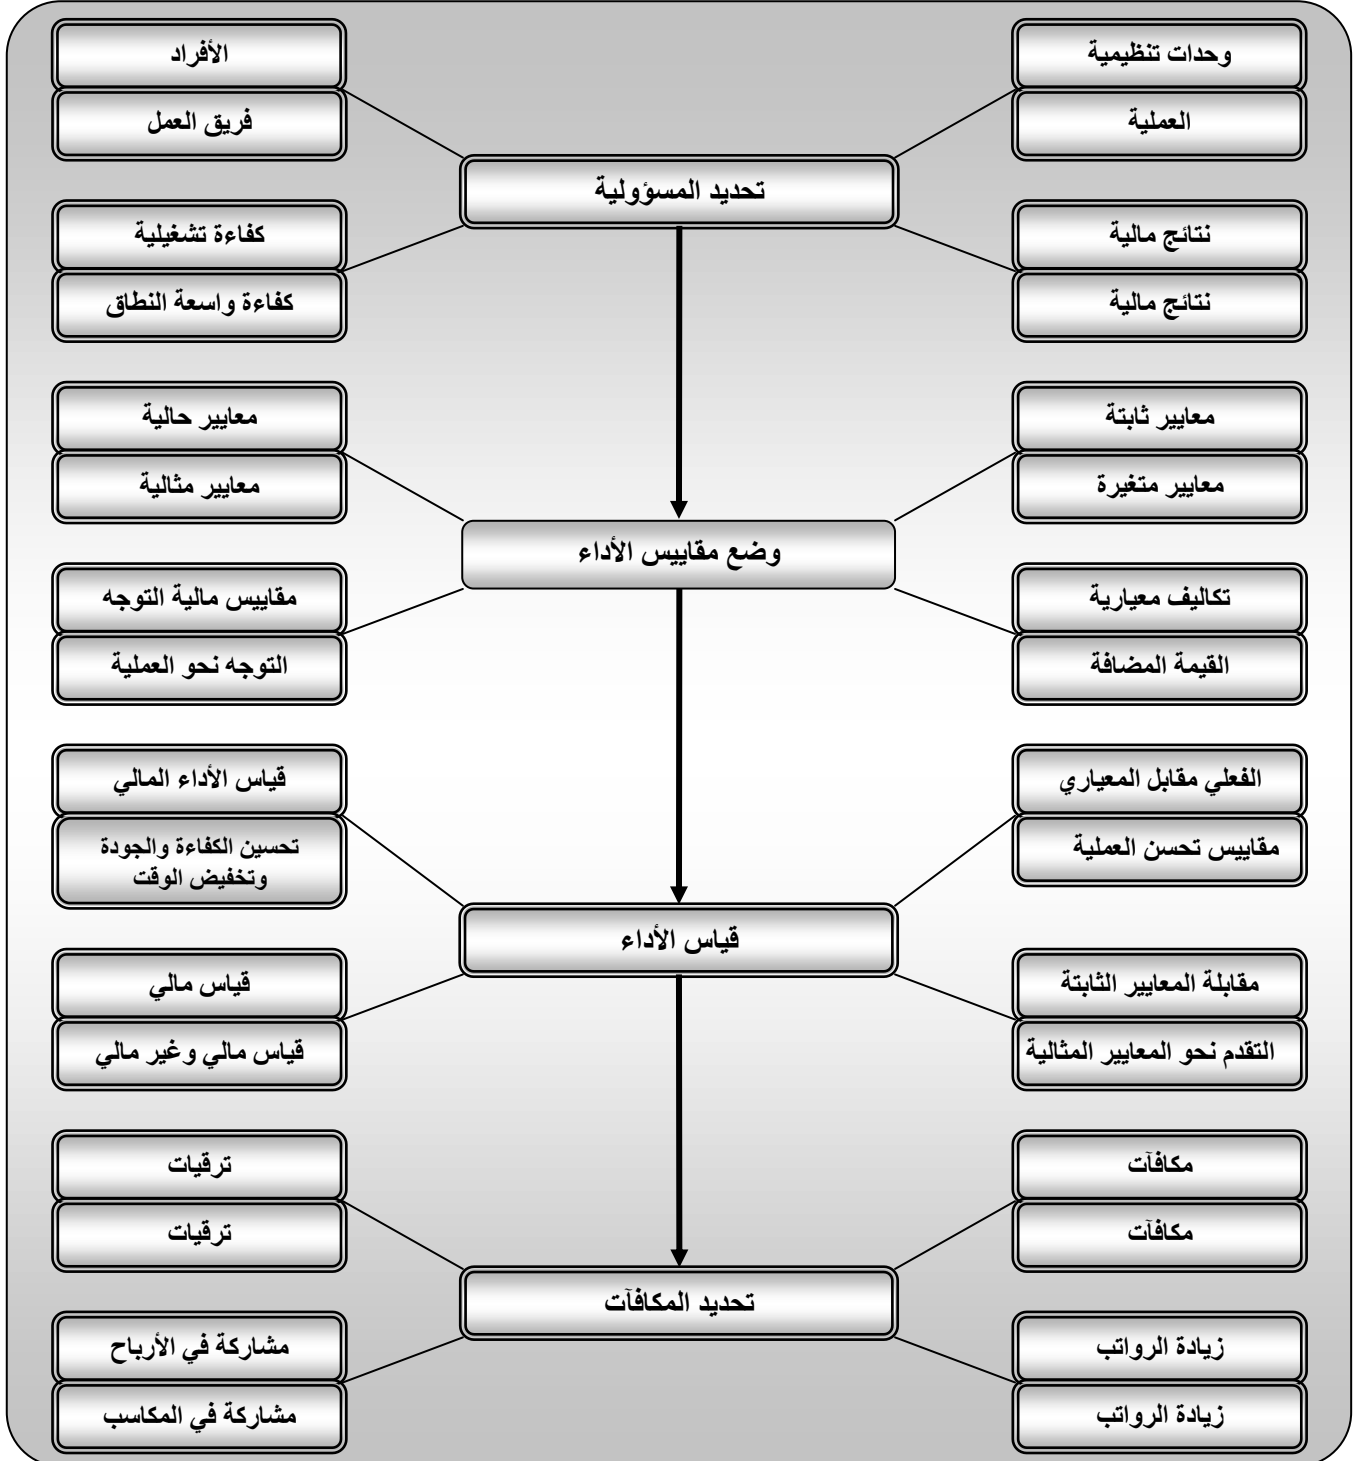 وحدات تنظيمية
الأفراد
العملية
فريق العمل
تحديد المسؤولية
نتائج مالية
كفاءة تشغيلية
نتائج مالية
كفاءة واسعة النطاق
معايير ثابتة
معايير حالية
معايير متغيرة
معايير مثالية
وضع مقاييس الأداء
تكاليف معيارية
مقاييس مالية التوجه
القيمة المضافة
التوجه نحو العملية
الفعلي مقابل المعياري
قياس الأداء المالي
مقاييس تحسن العملية
تحسين الكفاءة والجودة
وتخفيض الوقت
قياس الأداء
مقابلة المعايير الثابتة
قياس مالي
التقدم نحو المعايير المثالية
قياس مالي وغير مالي
مكافآت
ترقيات
مكافآت
ترقيات
تحديد المكافآت
زيادة الرواتب
مشاركة في الأرباح
زيادة الرواتب
مشاركة في المكاسب